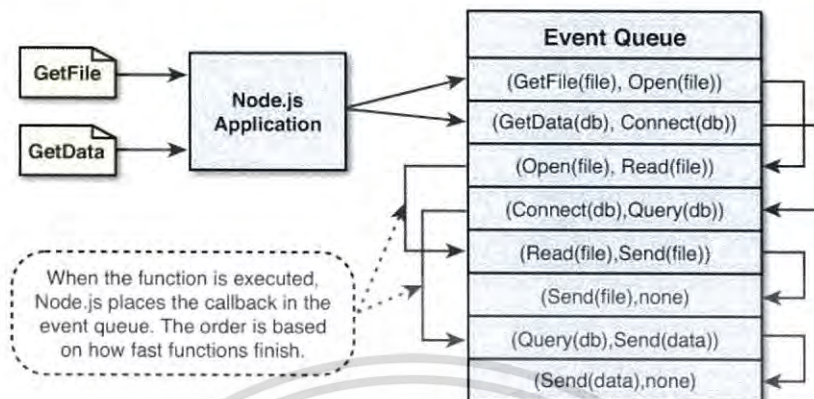 GetFile
GetData
Node.js
Application
Event Queue
(GetFile(file), Open(file))
(GetData(db), Connect(db))
(Open(file), Read(file))
(Connect(db),Query(db))
(Read(file),Send(file))
(Send(file),none)
(Query(db),Send(data))
(Send(data),none)
When the function is executed,
Node.js places the callback in the
event queue. The order is based
on how fast functions finish.